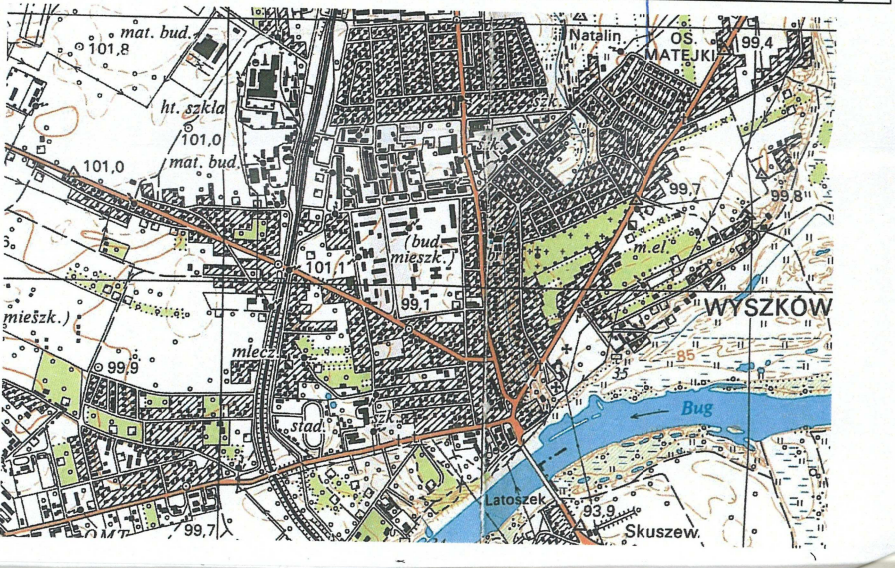 mat. bud.
101,8
Natalin
OS.
MATEJKI
99,4
ht. szkła
szk.
101,0
mat. bud.
101,0
99,7
99,8
m.el.
(bud.
mieszk.)
101,1
99,1
WYSZKÓW
mieszk.)
mlecz.
99,9
35
85
Bug
stad.
szk.
Latoszek
93,9
Skuszew
99,7